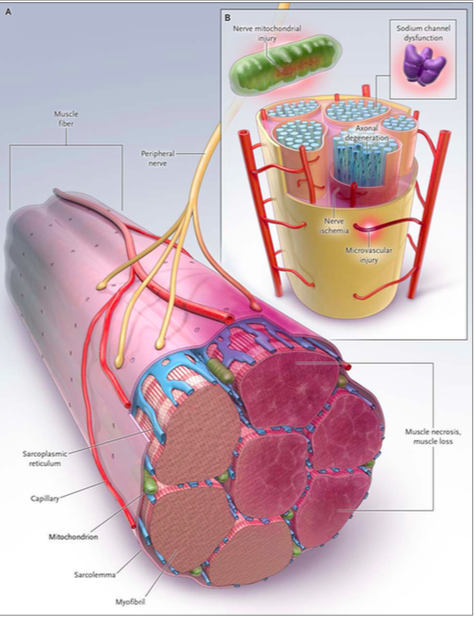 A
Muscle
fiber
Peripheral
nerve
B
Nerve mitochondrial
injury
Sodium channel
dysfunction
Axonal
degeneration
Nerve
ischemia
Microvascular
injury
Muscle necrosis,
muscle loss
Sarcoplasmic
reticulum
Capillary
Mitochondrion
Sarcolemma
Myofibril